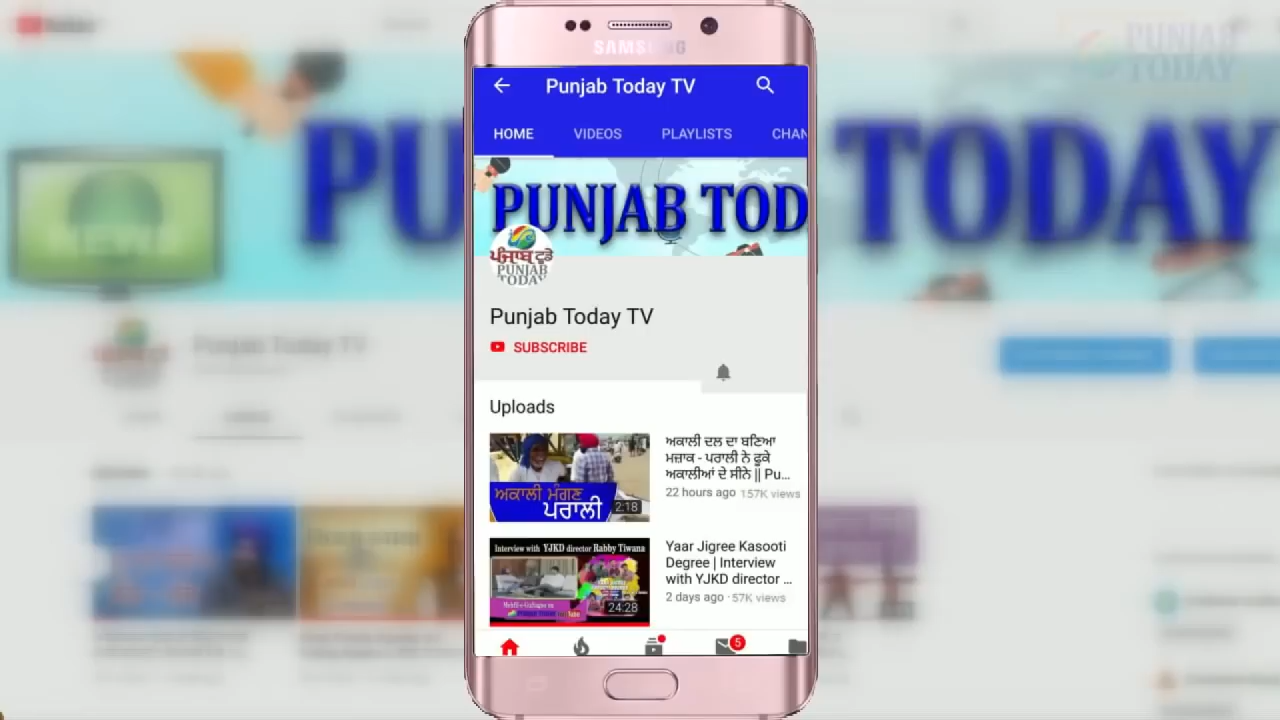 SAMSUNG
PUNJAB
TODAY
Punjab Today TV
HOME VIDEOS PLAYLISTS CHAN
PUNJAB TOD
PU
TODAY
ਪੰਜਾਬ ਟੂਡੇ
PUNJAB
TODAY
Punjab Today TV
SUBSCRIBE
Uploads
ਅਕਾਲੀ ਮੰਗਣ
ਪਰਾਲੀ
2:18
ਅਕਾਲੀ ਦਲ ਦਾ ਬਣਿਆ
ਮਜ਼ਾਕ - ਪਰਾਲੀ ਨੇ ਫੂਕੇ
ਅਕਾਲੀਆਂ ਦੇ ਸੀਨੇ || Pu...
22 hours ago 157K views
Interview with YJKD director Rabby Tiwana
24:28
Yaar Jigree Kasooti
Degree | Interview
with YJKD director ...
2 days ago · 57K views
5